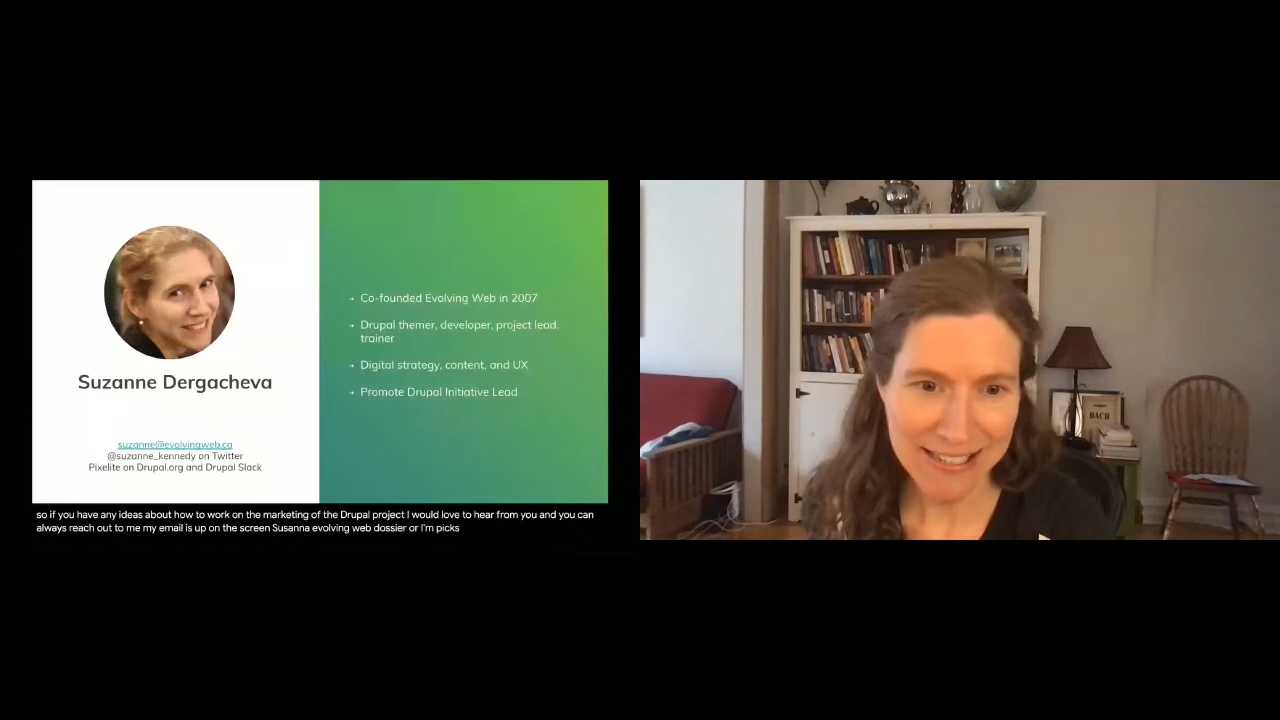 Suzanne Dergacheva
suzanne@evolvingweb.ca
@suzanne_kennedy on Twitter
Pixelite on Drupal.org and Drupal Slack
→ Co-founded Evolving Web in 2007
→ Drupal themer, developer, project lead,
trainer
→ Digital strategy, content, and UX
→ Promote Drupal Initiative Lead
so if you have any ideas about how to work on the marketing of the Drupal project I would love to hear from you and you can
always reach out to me my email is up on the screen Susanna evolving web dossier or I'm picks
BACH